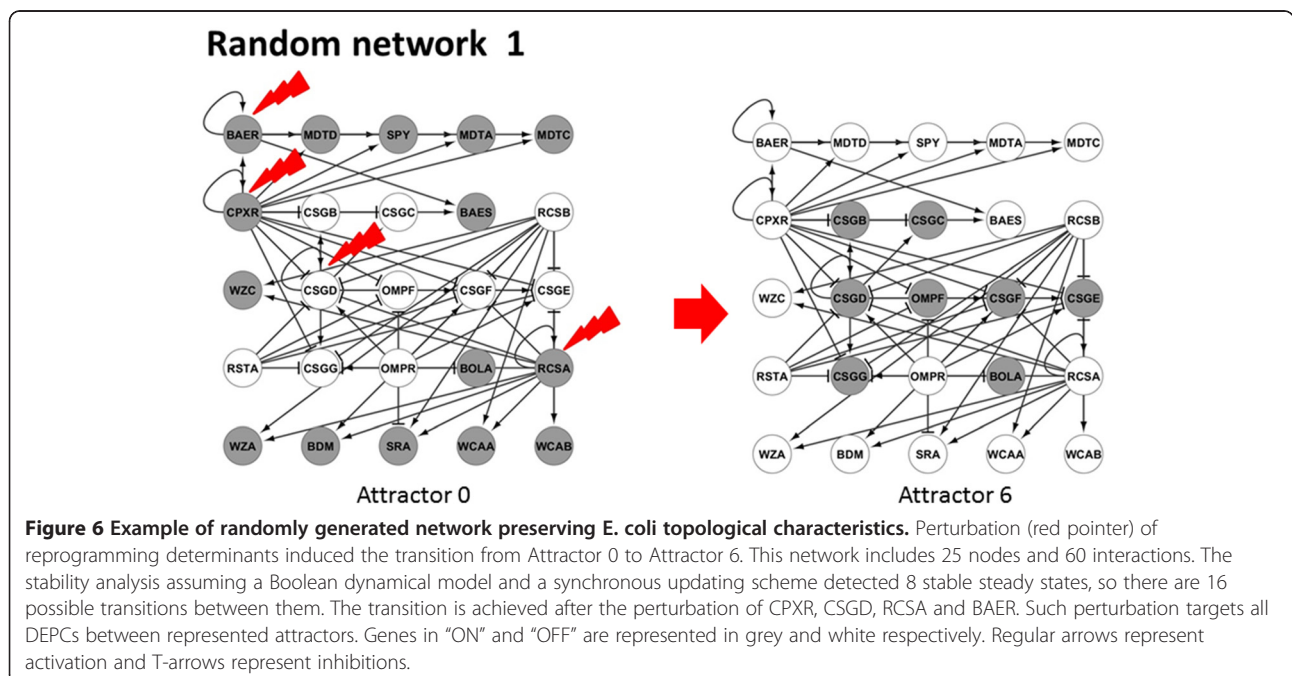 Random network 1
BAER MDTD SPY MDTA MDTC
BAER MDTD SPY MDTA MDTC
CPXR CSGB CSGC BAES RCSB
CPXR CSGB CSGC BAES RCSB
WZC CSGD OMPF CSGF CSGE
WZC CSGD OMPF CSGF CSGE
RSTA CSGG OMPR BOLA RCSA
RSTA CSGG OMPR BOLA RCSA
WZA BDM SRA WCAA WCAB
WZA BDM SRA WCAA WCAB
Attractor 0
Attractor 6
Figure 6 Example of randomly generated network preserving E. coli topological characteristics. Perturbation (red pointer) of
reprogramming determinants induced the transition from Attractor 0 to Attractor 6. This network includes 25 nodes and 60 interactions. The
stability analysis assuming a Boolean dynamical model and a synchronous updating scheme detected 8 stable steady states, so there are 16
possible transitions between them. The transition is achieved after the perturbation of CPXR, CSGD, RCSA and BAER. Such perturbation targets all
DEPCs between represented attractors. Genes in “ON” and “OFF” are represented in grey and white respectively. Regular arrows represent
activation and T-arrows represent inhibitions.